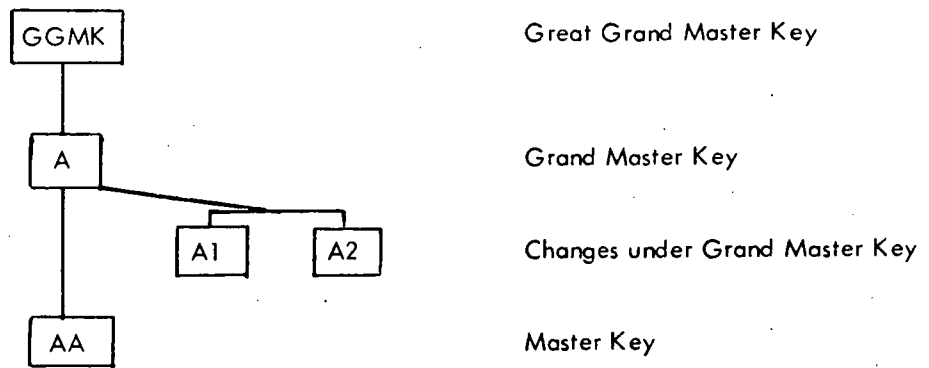 GGMK Great Grand Master Key
A Grand Master Key
A1 A2 Changes under Grand Master Key
AA Master Key